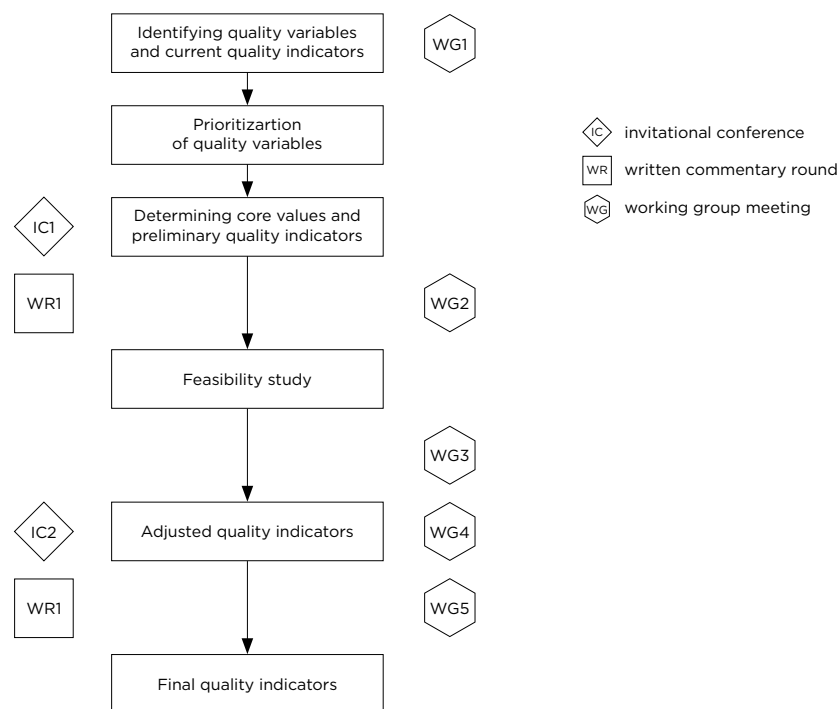 Identifying quality variables
and current quality indicators
WG1
Prioritizartion
of quality variables
IC
invitational conference
WR
written commentary round
WG
working group meeting
IC1
Determining core values and
preliminary quality indicators
WR1
WG2
Feasibility study
WG3
IC2
Adjusted quality indicators
WG4
WR1
WG5
Final quality indicators